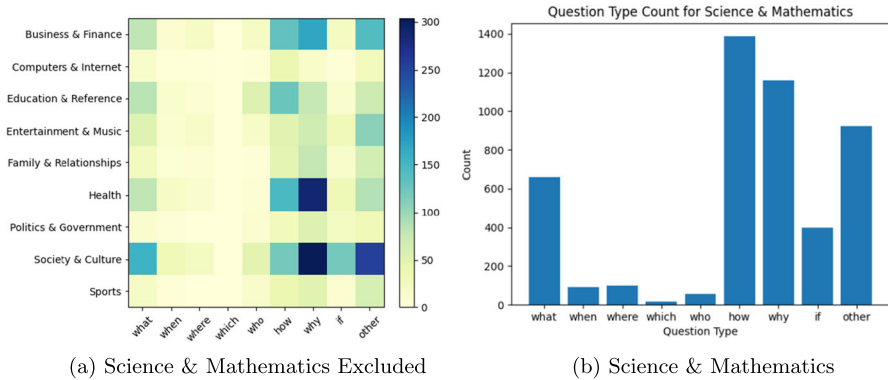 Business & Finance
Computers & Internet
Education & Reference
Entertainment & Music
Family & Relationships
Health
Politics & Government
Society & Culture
Sports
what when where which who how why if other
300
250
200
150
100
50
0
(a) Science & Mathematics Excluded
Question Type Count for Science & Mathematics
Count
1400
1200
1000
800
600
400
200
0
what when where which who how why if other
Question Type
(b) Science & Mathematics